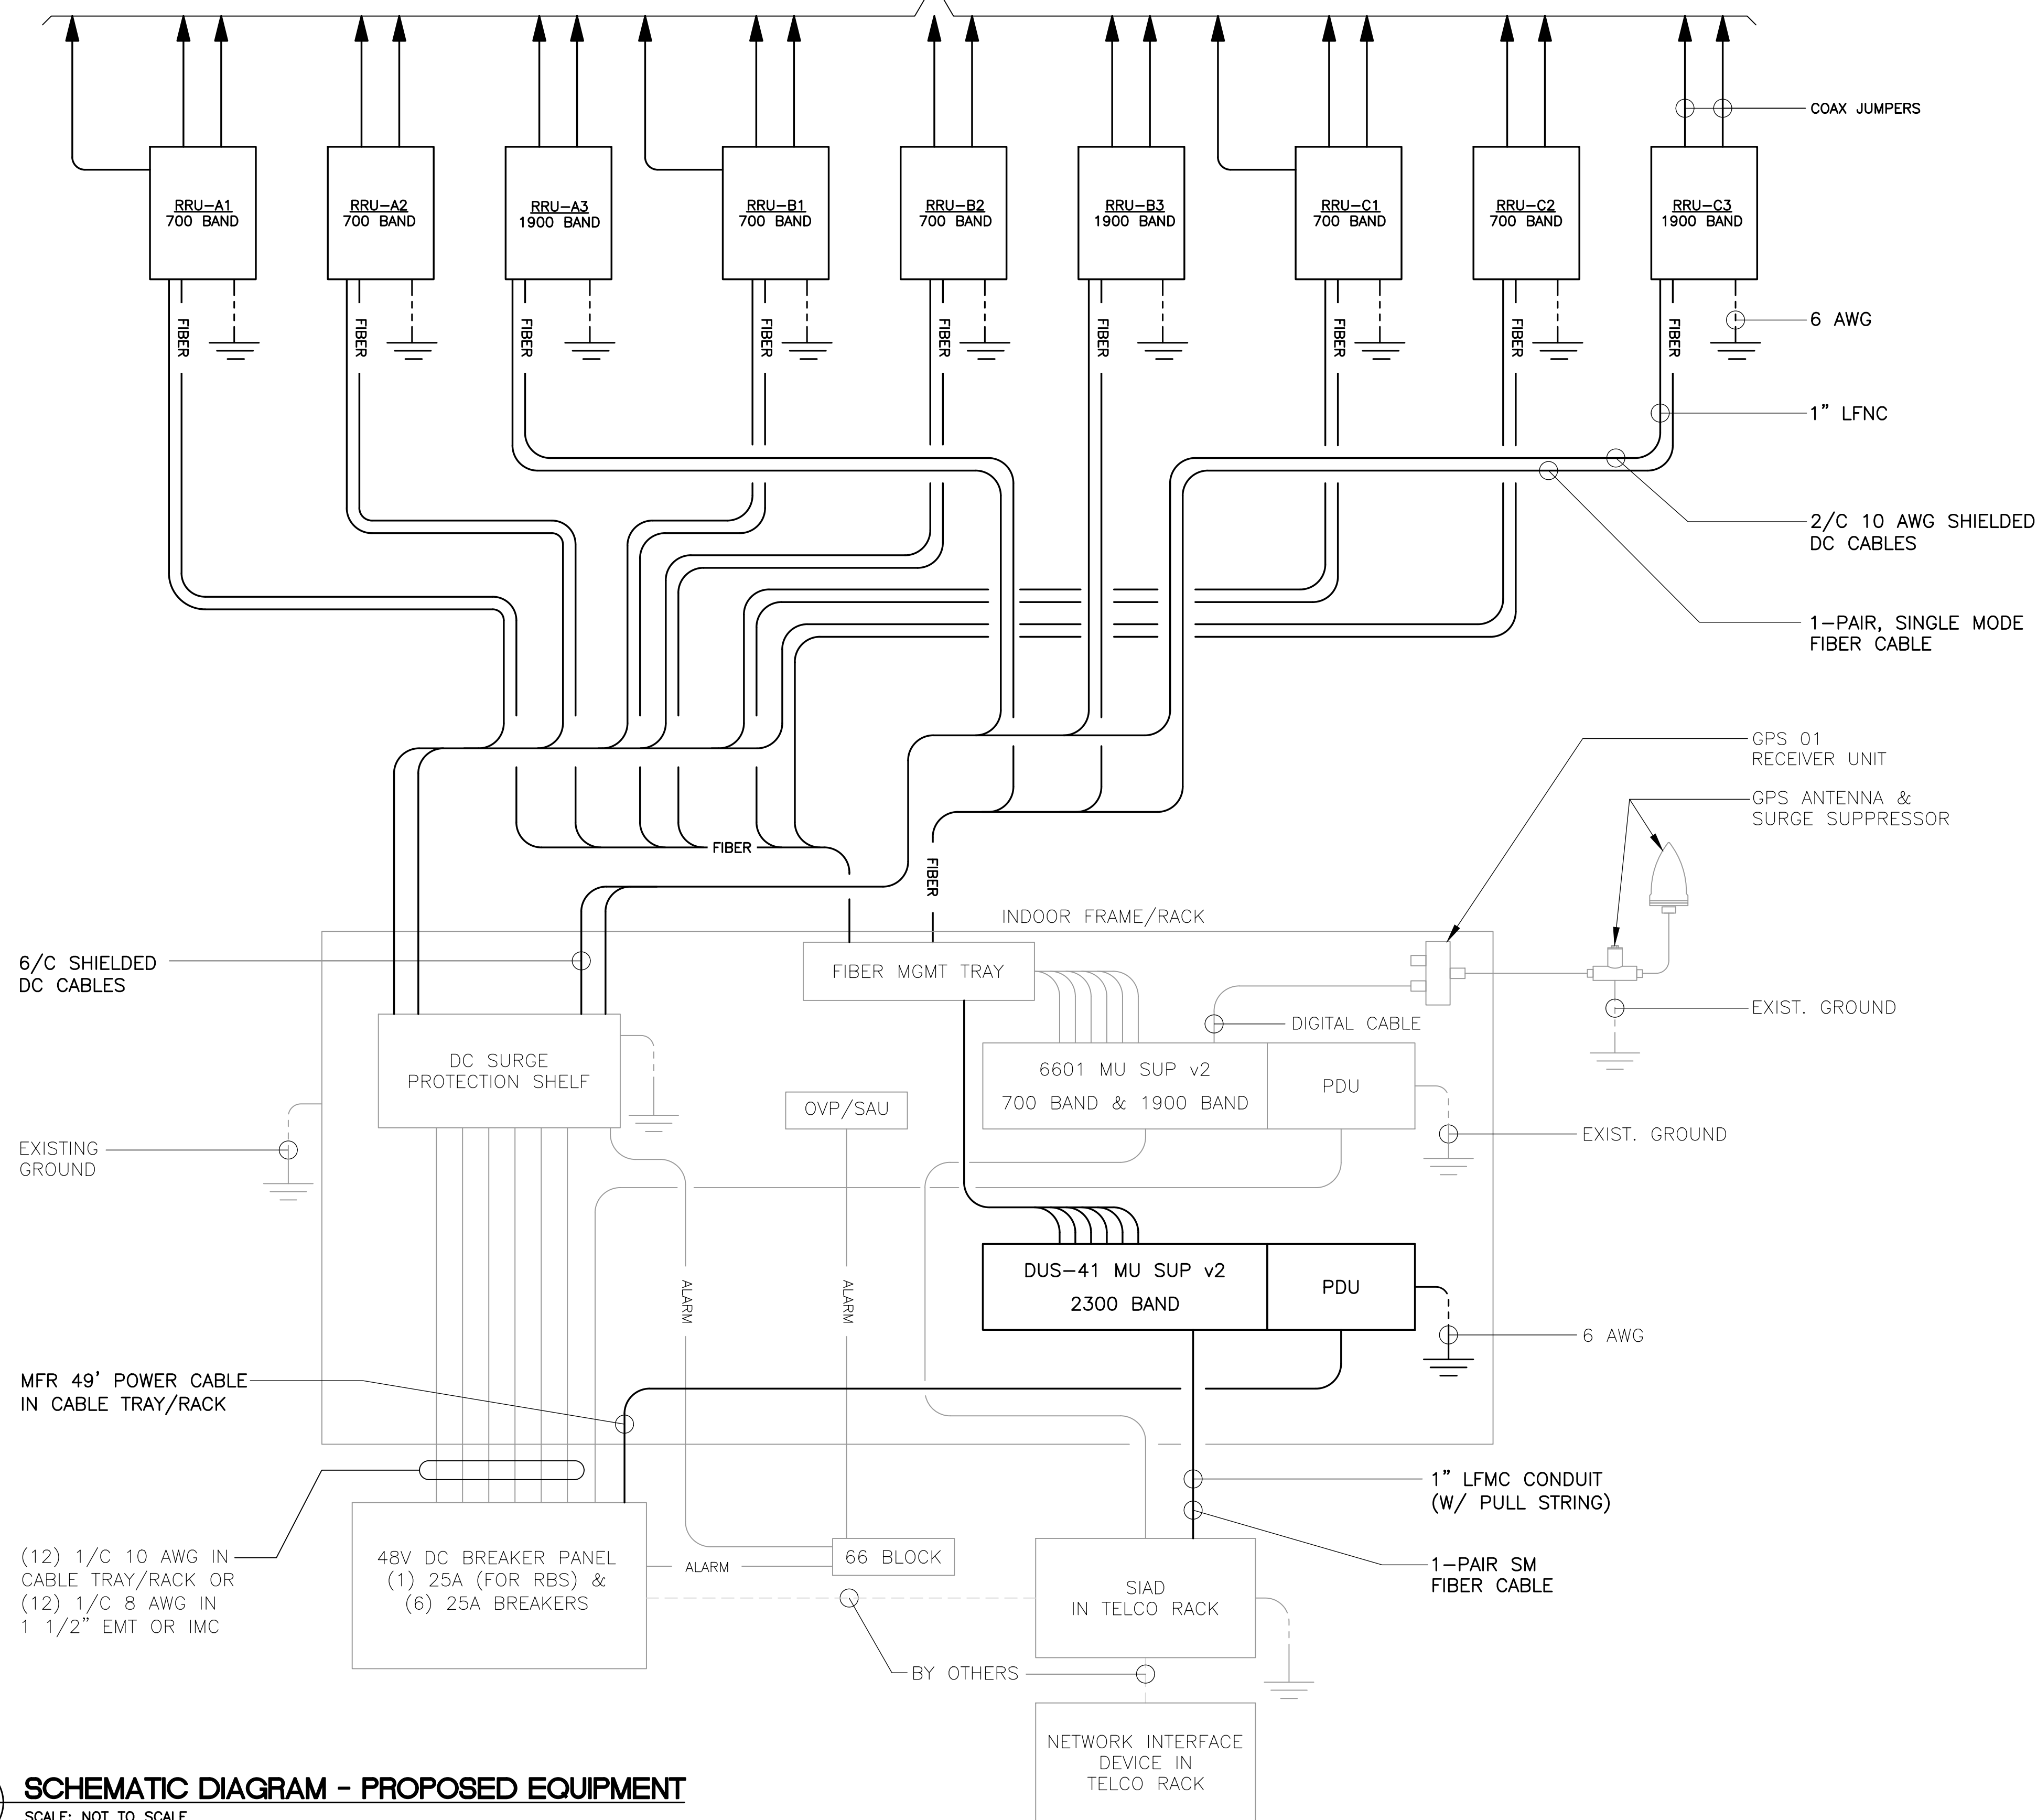 COAX JUMPERS
RRU-A1
700 BAND
RRU-A2
700 BAND
RRU-A3
1900 BAND
RRU-B1
700 BAND
RRU-B2
700 BAND
RRU-B3
1900 BAND
RRU-C1
700 BAND
RRU-C2
700 BAND
RRU-C3
1900 BAND
FIBER
FIBER
FIBER
FIBER
FIBER
FIBER
FIBER
FIBER
FIBER
6 AWG
1" LFNC
2/C 10 AWG SHIELDED
DC CABLES
1-PAIR, SINGLE MODE
FIBER CABLE
GPS 01
RECEIVER UNIT
GPS ANTENNA &
SURGE SUPPRESSOR
FIBER
FIBER
INDOOR FRAME/RACK
6/C SHIELDED
DC CABLES
FIBER MGMT TRAY
EXIST. GROUND
DIGITAL CABLE
DC SURGE
PROTECTION SHELF
6601 MU SUP v2
700 BAND & 1900 BAND
PDU
OVP/SAU
EXISTING
GROUND
EXIST. GROUND
ALARM
ALARM
DUS-41 MU SUP v2
2300 BAND
PDU
6 AWG
MFR 49' POWER CABLE
IN CABLE TRAY/RACK
1" LFMC CONDUIT
(W/ PULL STRING)
(12) 1/C 10 AWG IN
CABLE TRAY/RACK OR
(12) 1/C 8 AWG IN
1 1/2" EMT OR IMC
48V DC BREAKER PANEL
(1) 25A (FOR RBS) &
(6) 25A BREAKERS
ALARM
66 BLOCK
SIAD
IN TELCO RACK
1-PAIR SM
FIBER CABLE
BY OTHERS
NETWORK INTERFACE
DEVICE IN
TELCO RACK
SCHEMATIC DIAGRAM - PROPOSED EQUIPMENT
SCALE: NOT TO SCALE